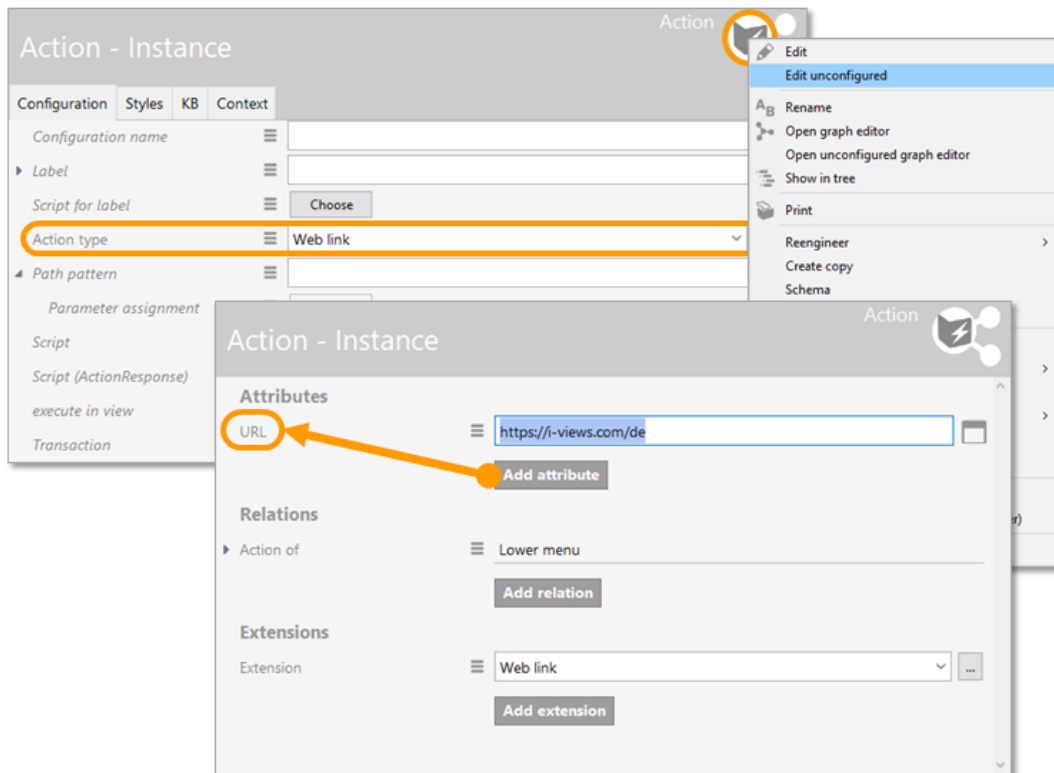 Action
Action - Instance
Configuration Styles KB Context
Configuration name
Label
Script for label Choose
Action type Web link
Path pattern
Parameter assignment
Script
Script (ActionResponse)
execute in view
Transaction
Edit
Edit unconfigured
Rename
Open graph editor
Open unconfigured graph editor
Show in tree
Print
Reengineer
Create copy
Schema
Action
Action - Instance
Attributes
URL https://i-views.com/de
Add attribute
Relations
Action of Lower menu
Add relation
Extensions
Extension Web link ...
Add extension